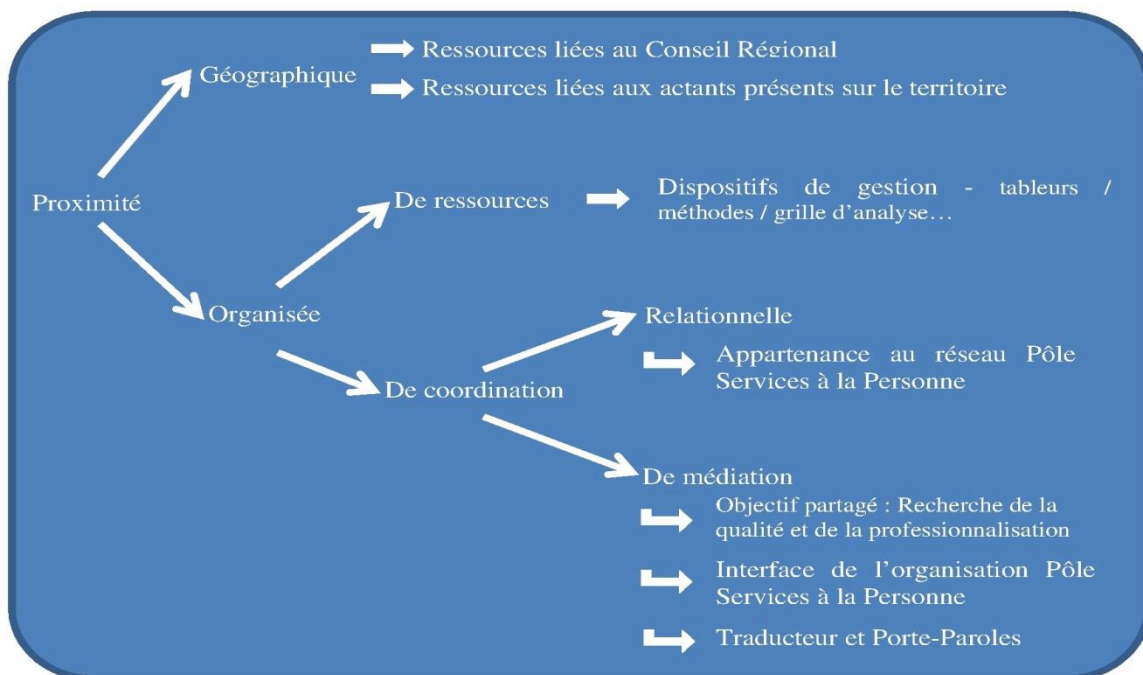 Ressources liées au Conseil Régional
Géographique
Ressources liées aux actants présents sur le territoire
Proximité
De ressources
Dispositifs de gestion - tableurs /
méthodes / grille d'analyse…
Organisée
Relationnelle
Appartenance au réseau Pôle
Services à la Personne
De coordination
De médiation
Objectif partagé : Recherche de la
qualité et de la professionnalisation
Interface de l'organisation Pôle
Services à la Personne
Traducteur et Porte-Paroles